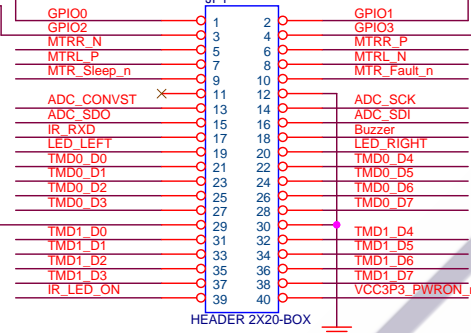 JP1
GPIO0 1 2 GPIO1
GPIO2 3 4 GPIO3
MTRR_N 5 6 MTRR_P
MTRL_P 7 8 MTRL_N
MTR_Sleep_n 9 10 MTR_Fault_n
11 12
ADC_CONVST 13 14 ADC_SCK
ADC_SDO 15 16 ADC_SDI
IR_RXD 17 18 Buzzer
LED_LEFT 19 20 LED_RIGHT
TMD0_D0 21 22 TMD0_D4
TMD0_D1 23 24 TMD0_D5
TMD0_D2 25 26 TMD0_D6
TMD0_D3 27 28 TMD0_D7
29 30
TMD1_D0 31 32 TMD1_D4
TMD1_D1 33 34 TMD1_D5
TMD1_D2 35 36 TMD1_D6
TMD1_D3 37 38 TMD1_D7
IR_LED_ON 39 40 VCC3P3_PWRON_n
HEADER 2X20-BOX